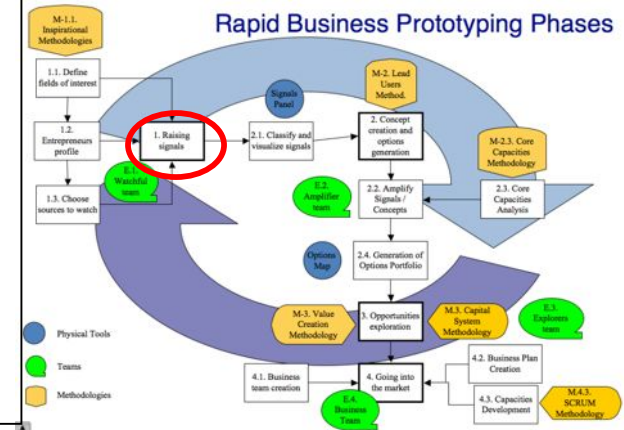 Rapid Business Prototyping Phases
M-1.1.
Inspirational
Methodologies
1.1. Define
fields of interest
1.2.
Entrepreneurs
profile
1.3. Choose
sources to watch
1. Raising
signals
E.1.
Watchful
team
Signals
Panel
2.1. Classify and
visualize signals
M-2. Lead
Users
Method.
2. Concept
creation and
options
generation
M-2.3. Core
Capacities
Methodology
E.2.
Amplifier
team
2.2. Amplify
Signals /
Concepts
2.3. Core
Capacities
Analysis
Options
Map
2.4. Generation of
Options Portfolio
M-3. Value
Creation
Methodology
3. Opportunities
exploration
M.3. Capital
System
Methodology
E.3.
Explorers
team
4.1. Business
team creation
4. Going into
the market
E.4.
Business
Team
4.2. Business Plan
Creation
4.3. Capacities
Development
M.4.3.
SCRUM
Methodology
Physical Tools
Teams
Methodologies